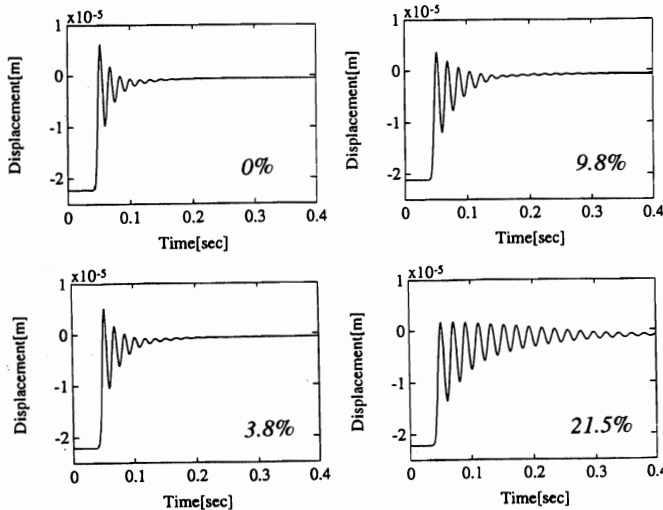 x10-5
1
0
-1
-2
Displacement[m]
0%
0 0.1 0.2 0.3 0.4
Time[sec]
x10-5
1
0
-1
-2
Displacement[m]
9.8%
0 0.1 0.2 0.3 0.4
Time[sec]
x10-5
1
0
-1
-2
Displacement[m]
3.8%
0 0.1 0.2 0.3 0.4
Time[sec]
x10-5
1
0
-1
-2
Displacement[m]
21.5%
0 0.1 0.2 0.3 0.4
Time[sec]